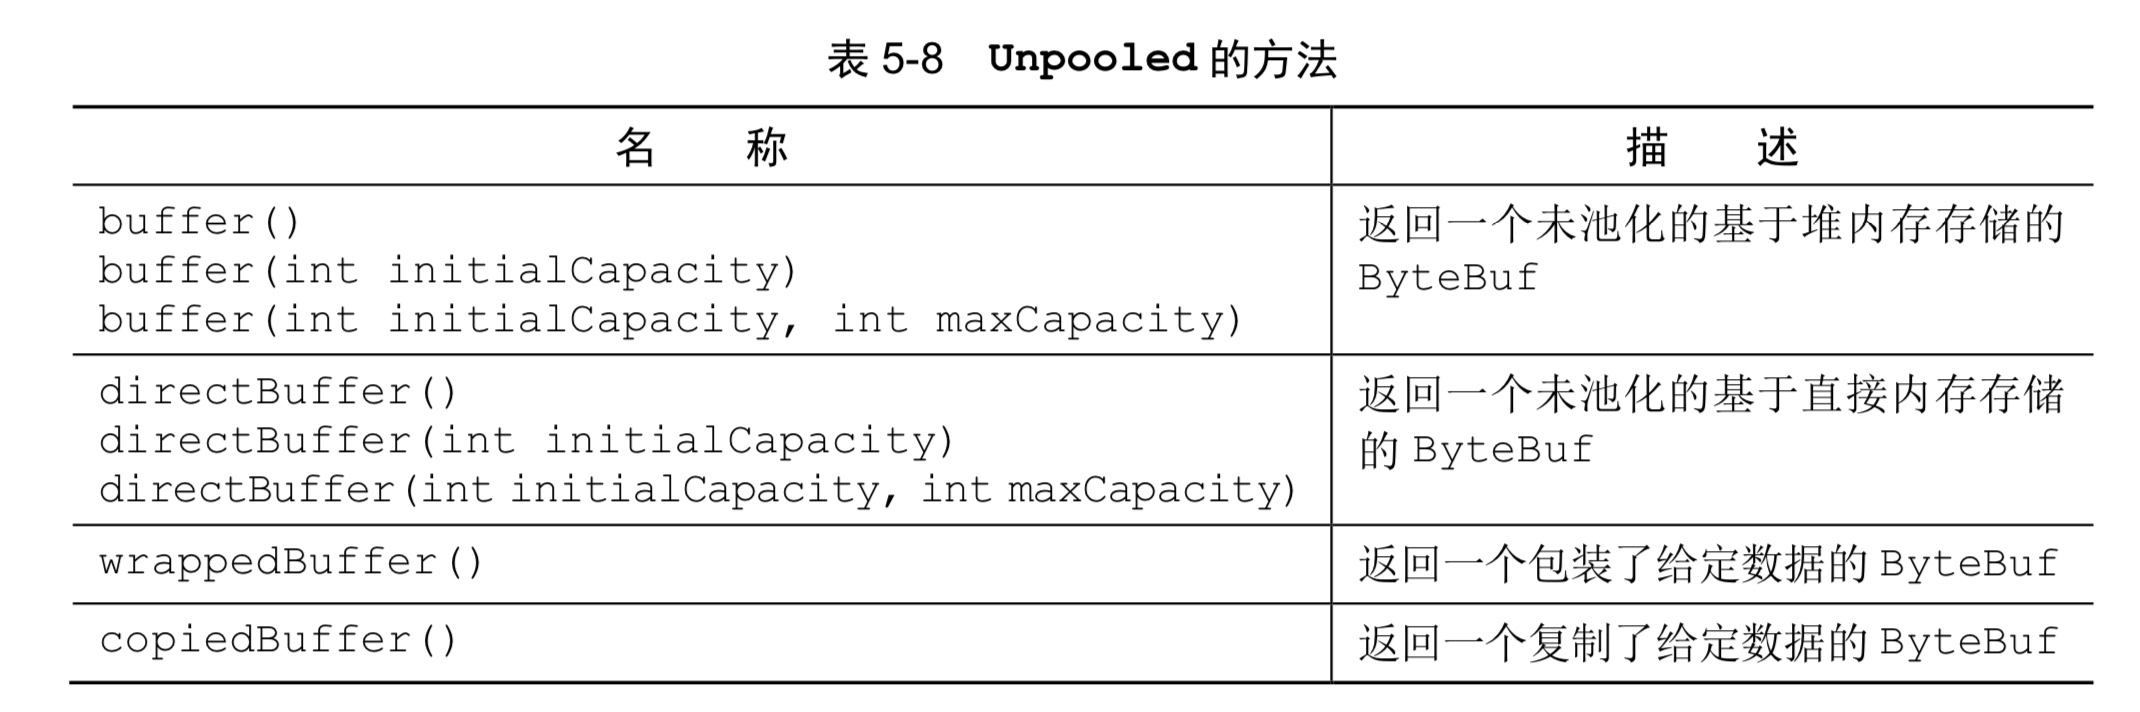 表 5-8 Unpooled 的方法
名 称 描 述
buffer()
buffer(int initialCapacity)
buffer(int initialCapacity, int maxCapacity)
返回一个未池化的基于堆内存存储的
ByteBuf
directBuffer()
directBuffer(int initialCapacity)
directBuffer(int initialCapacity, int maxCapacity)
返回一个未池化的基于直接内存存储
的 ByteBuf
wrappedBuffer()
返回一个包装了给定数据的 ByteBuf
copiedBuffer()
返回一个复制了给定数据的 ByteBuf